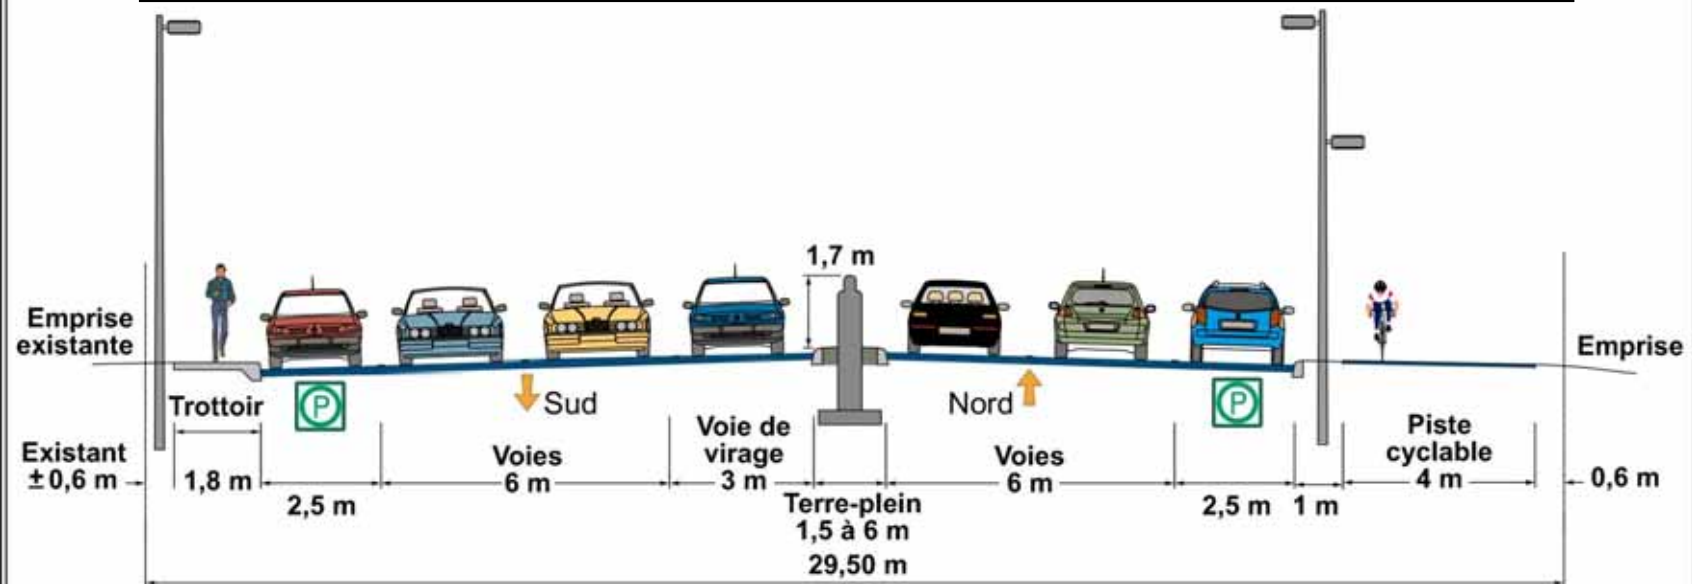 1,7 m
Emprise
existante
Emprise
P
Sud
Nord
P
Trottoir
Existant
± 0,6 m
1,8 m
2,5 m
Voies
6 m
Voie de
virage
3 m
Terre-plein
1,5 à 6 m
Voies
6 m
2,5 m
1 m
Piste
cyclable
4 m
0,6 m
29,50 m